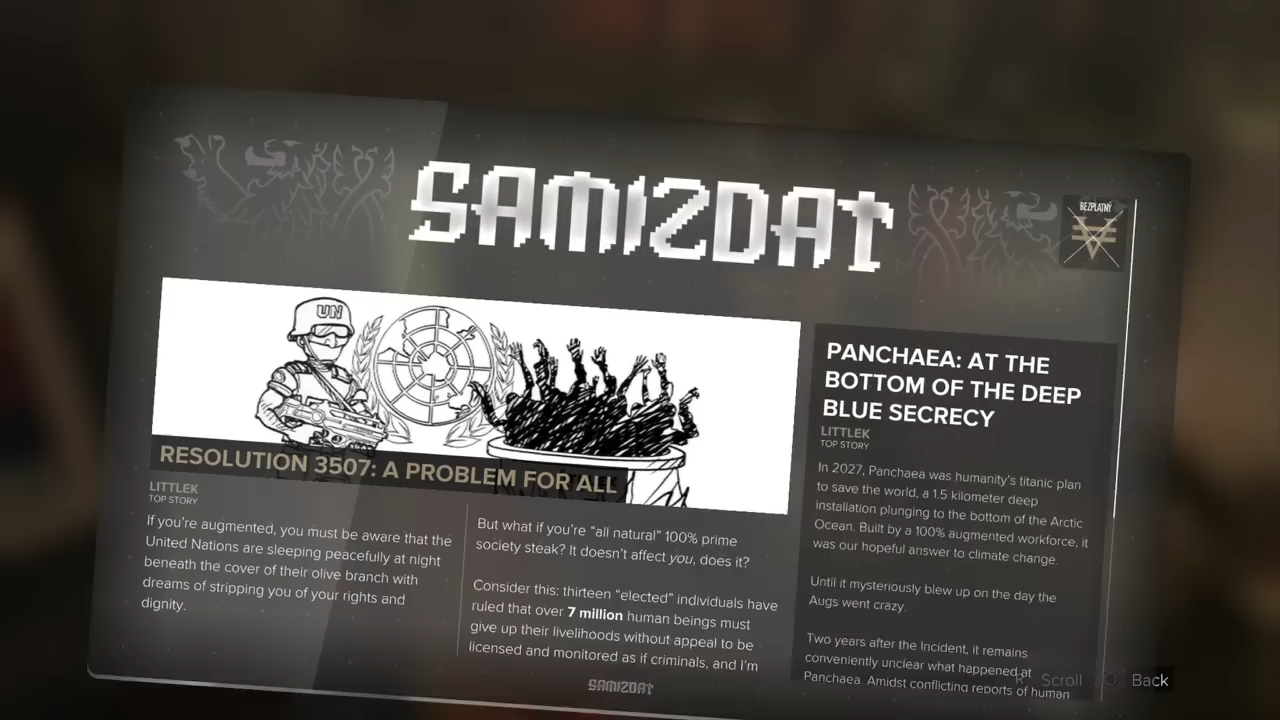 SAMIZDAT
BEZPLATNÝ
UN
RESOLUTION 3507: A PROBLEM FOR ALL
LITTLEK
TOP STORY
If you're augmented, you must be aware that the
United Nations are sleeping peacefully at night
beneath the cover of their olive branch with
dreams of stripping you of your rights and
dignity.
But what if you're “all natural” 100% prime
society steak? It doesn't affect you, does it?
Consider this: thirteen “elected” individuals have
ruled that over 7 million human beings must
give up their livelihoods without appeal to be
licensed and monitored as if criminals, and I'm
PANCHAEA: AT THE
BOTTOM OF THE DEEP
BLUE SECRECY
LITTLEK
TOP STORY
In 2027, Panchaea was humanity's titanic plan
to save the world, a 1.5 kilometer deep
installation plunging to the bottom of the Arctic
Ocean. Built by a 100% augmented workforce, it
was our hopeful answer to climate change.
Until it mysteriously blew up on the day the
Augs went crazy.
Two years after the Incident, it remains
conveniently unclear what happened at
Panchaea. Amidst conflicting reports of human
SAMIZDAT
R Scroll Back